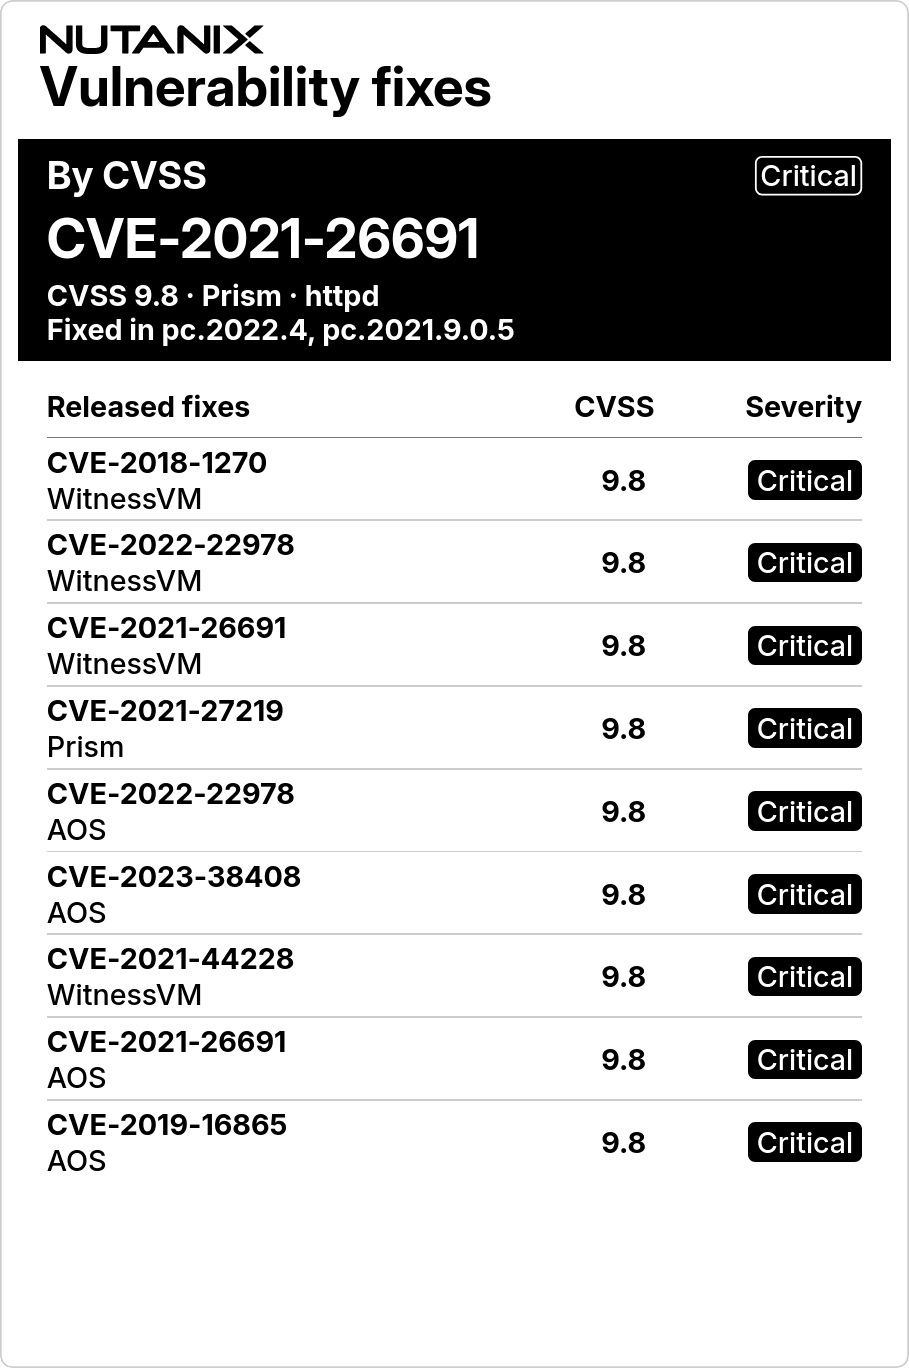 NUTANIX
Vulnerability fixes
By CVSS Critical
CVE-2021-26691
CVSS 9.8 · Prism · httpd
Fixed in pc.2022.4, pc.2021.9.0.5
Released fixes CVSS Severity
CVE-2018-1270
WitnessVM
9.8 Critical
CVE-2022-22978
WitnessVM
9.8 Critical
CVE-2021-26691
WitnessVM
9.8 Critical
CVE-2021-27219
Prism
9.8 Critical
CVE-2022-22978
AOS
9.8 Critical
CVE-2023-38408
AOS
9.8 Critical
CVE-2021-44228
WitnessVM
9.8 Critical
CVE-2021-26691
AOS
9.8 Critical
CVE-2019-16865
AOS
9.8 Critical